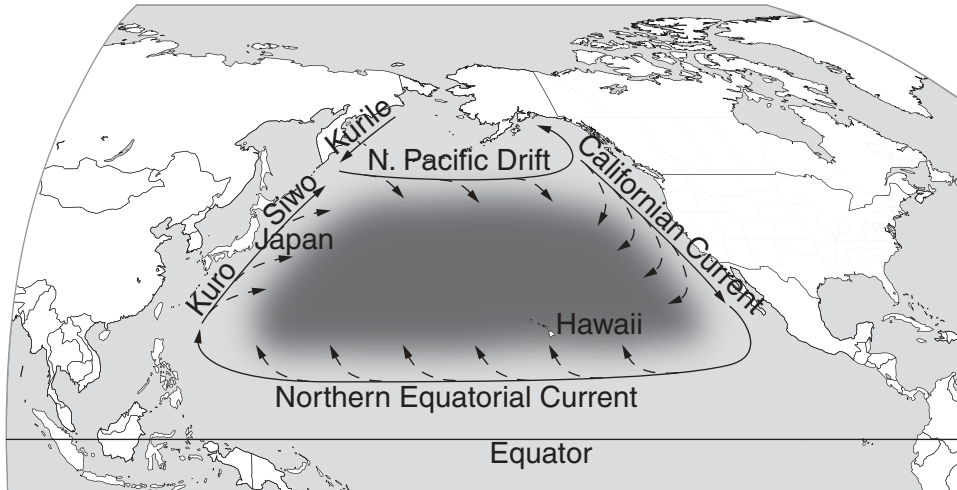 Kurile
N. Pacific Drift
Californian Current
Kuro Siwo
Japan
Hawaii
Northern Equatorial Current
Equator